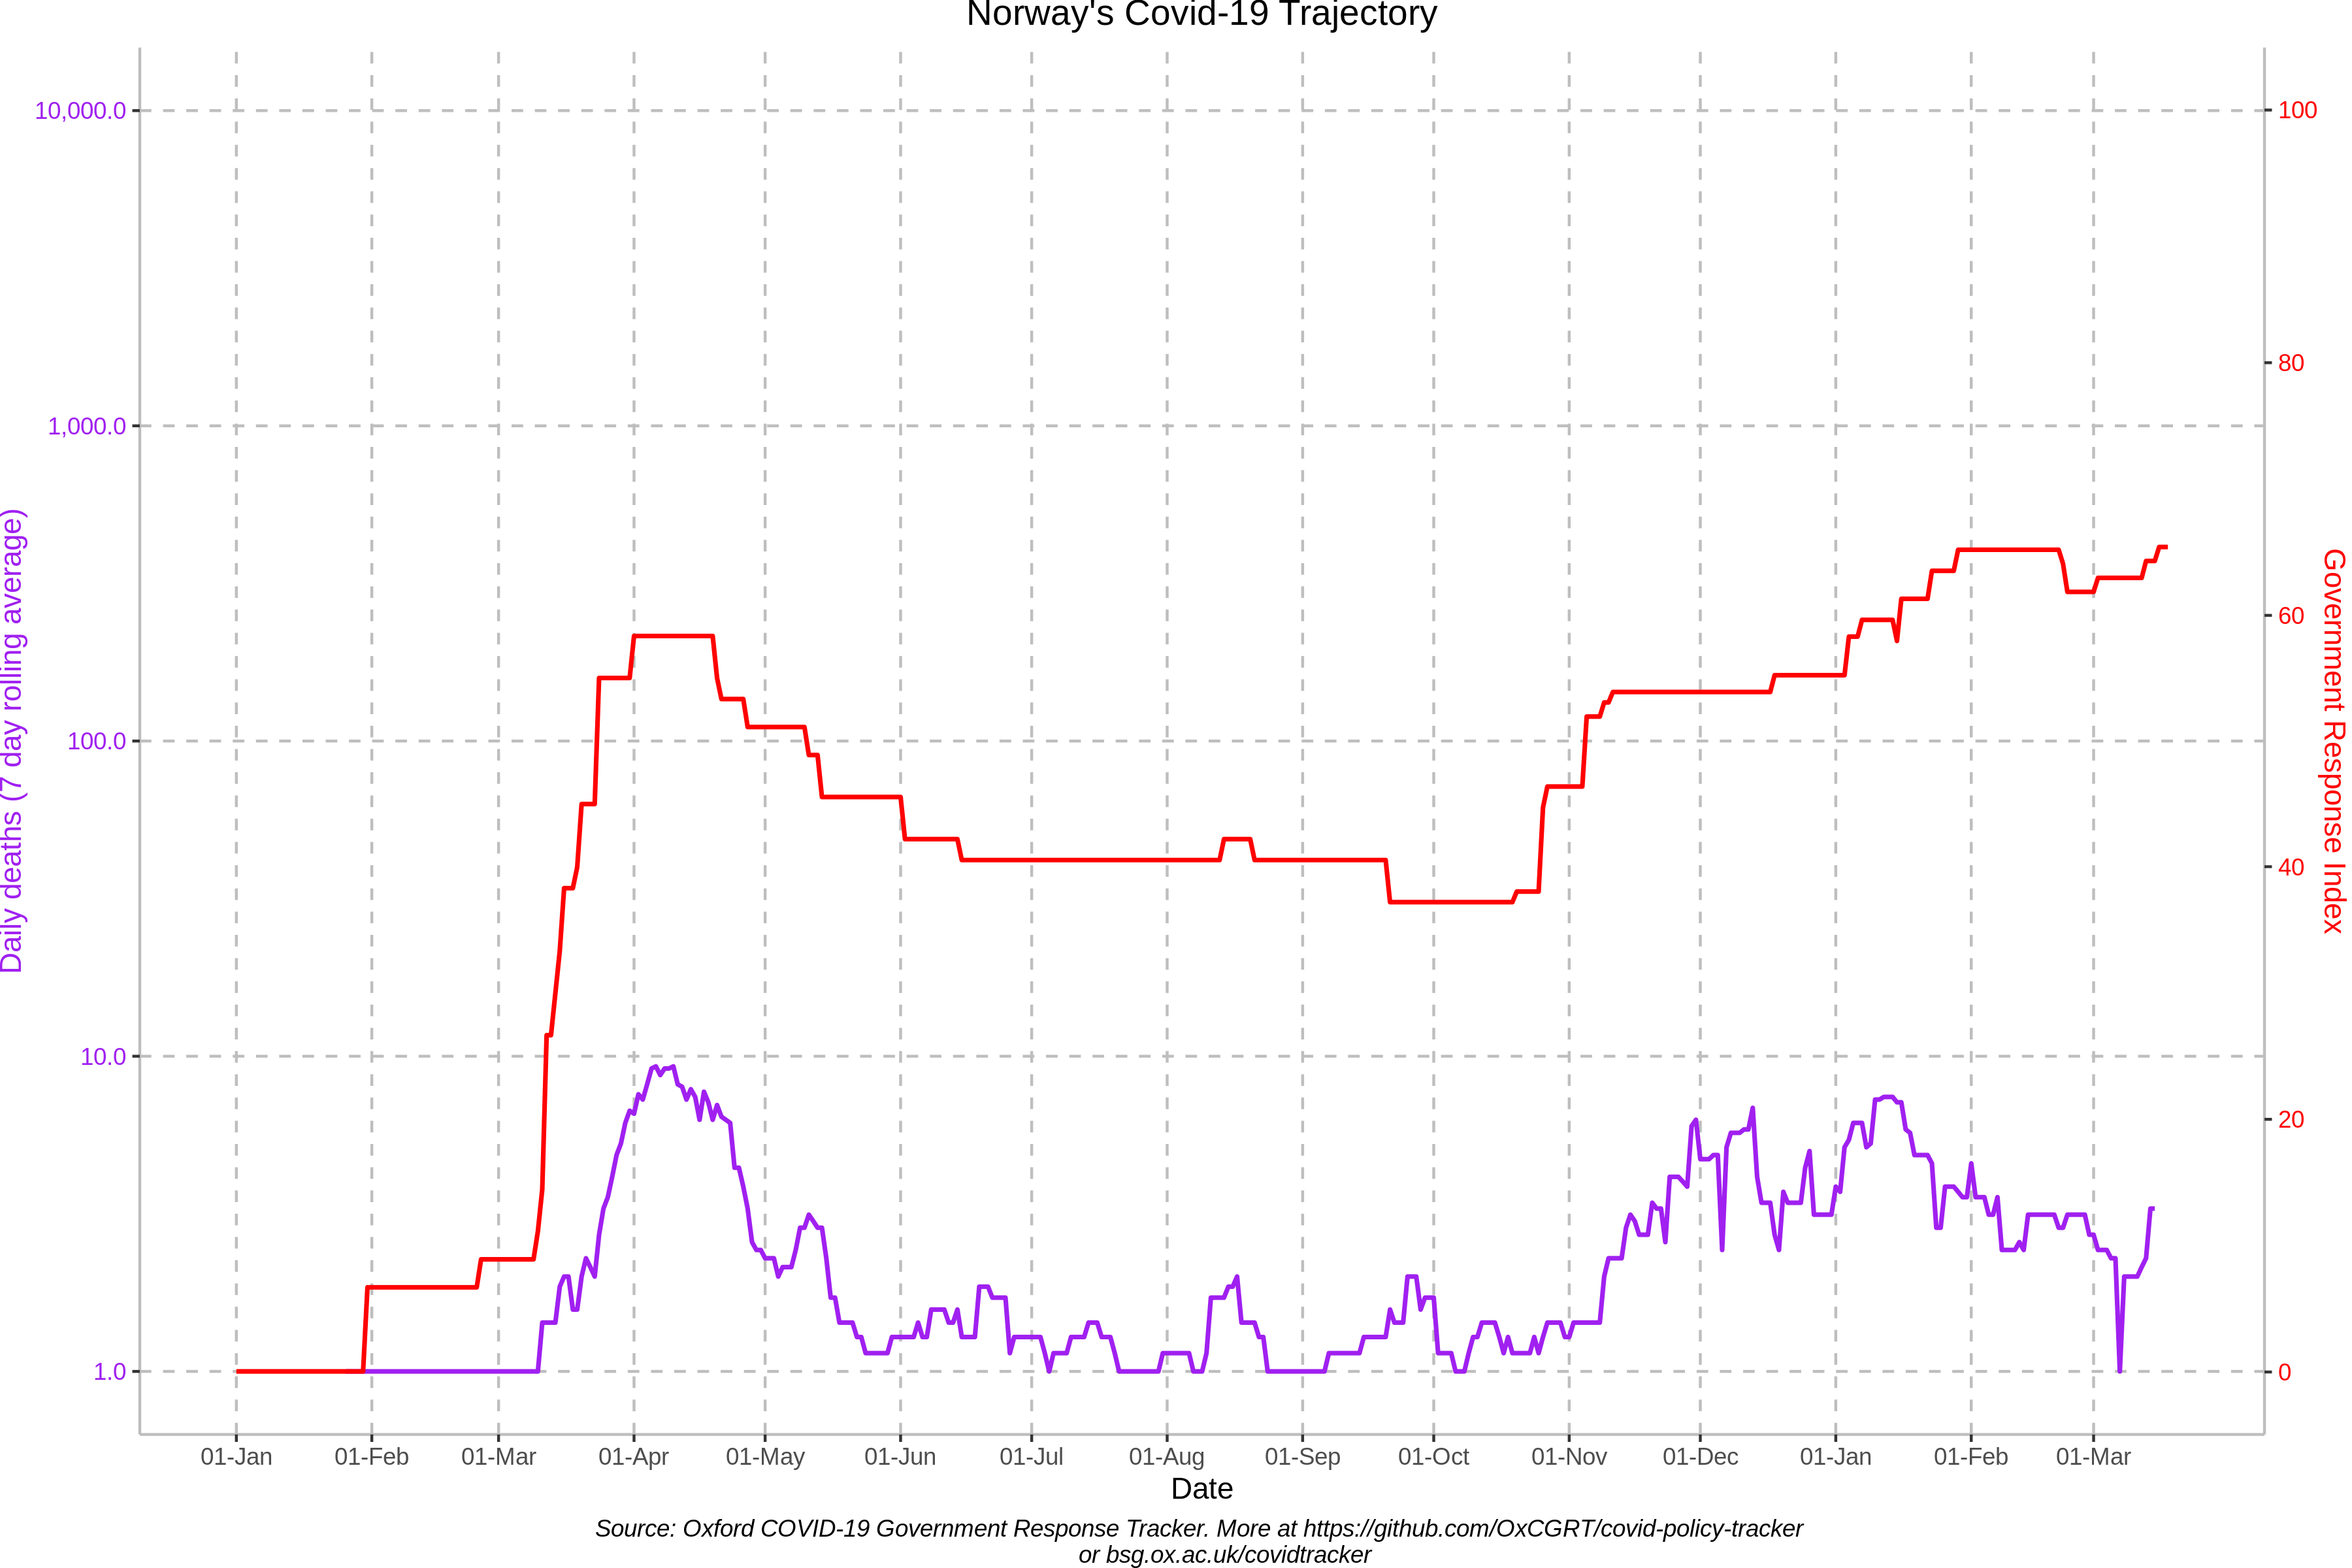 Norway's Covid-19 Trajectory
10,000.0
1,000.0
100.0
10.0
1.0
Daily deaths (7 day rolling average)
100
80
60
40
20
0
Government Response Index
01-Jan
01-Feb
01-Mar
01-Apr
01-May
01-Jun
01-Jul
01-Aug
01-Sep
01-Oct
01-Nov
01-Dec
01-Jan
01-Feb
01-Mar
Date
Source: Oxford COVID-19 Government Response Tracker. More at https://github.com/OxCGRT/covid-policy-tracker
or bsg.ox.ac.uk/covidtracker